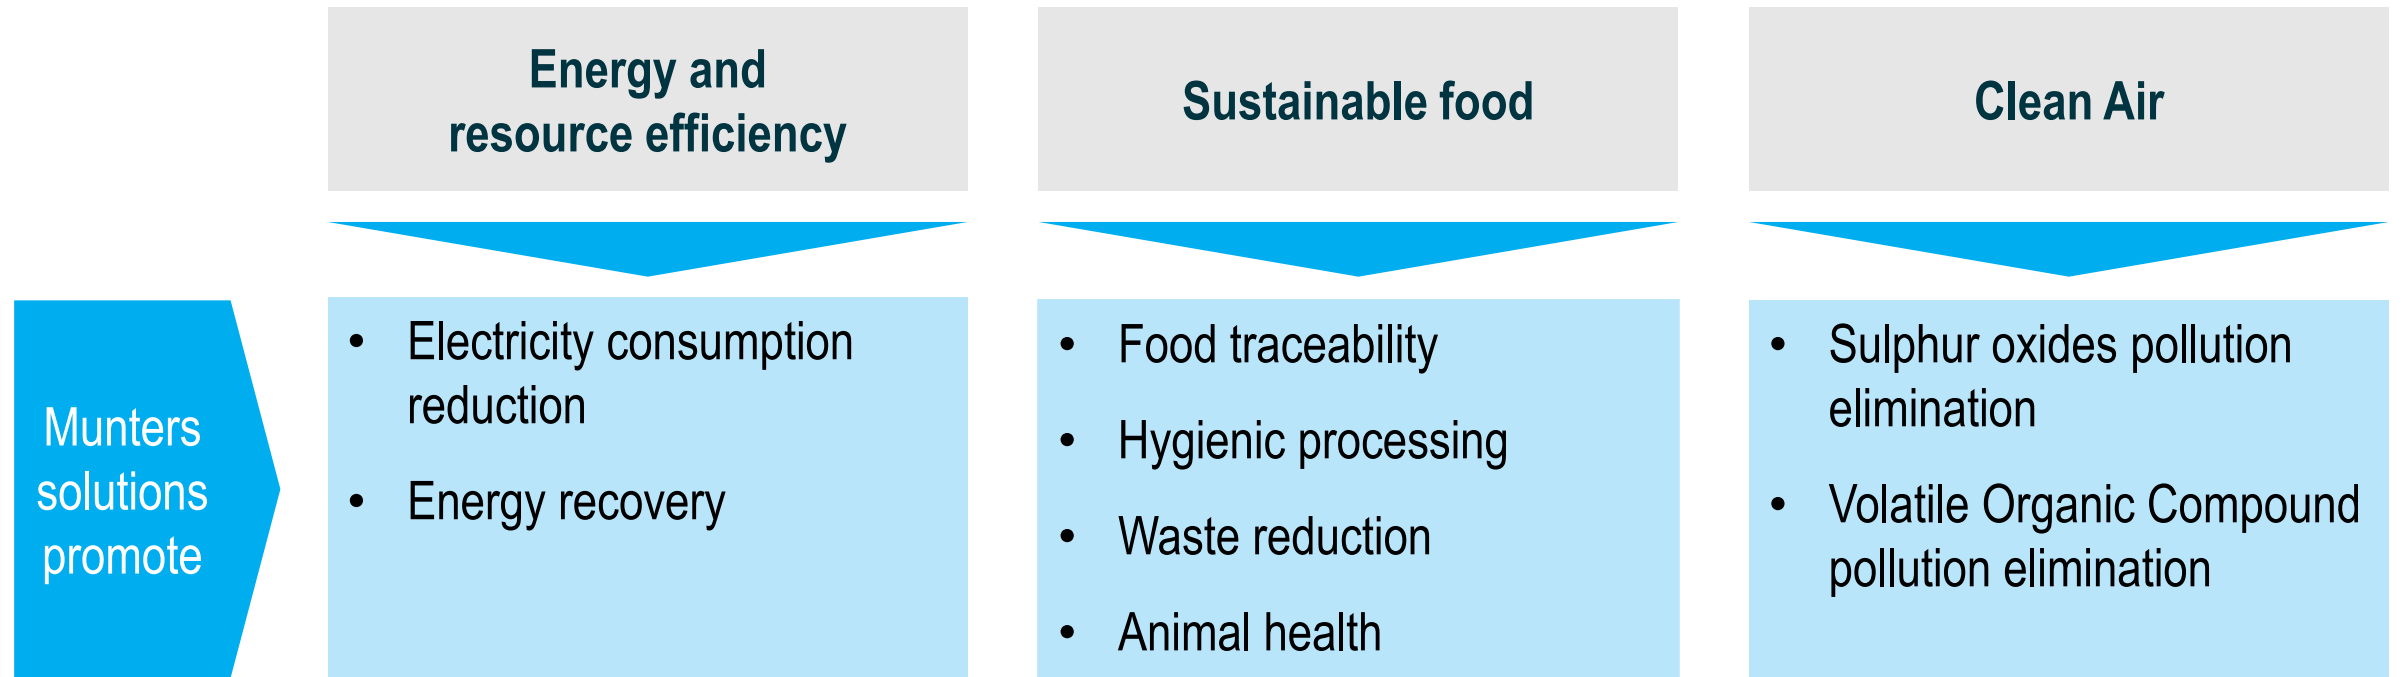 Energy and
resource efficiency
Sustainable food
Clean Air
Munters
solutions
promote
• Electricity consumption
reduction
• Energy recovery
• Food traceability
• Hygienic processing
• Waste reduction
• Animal health
• Sulphur oxides pollution
elimination
• Volatile Organic Compound
pollution elimination